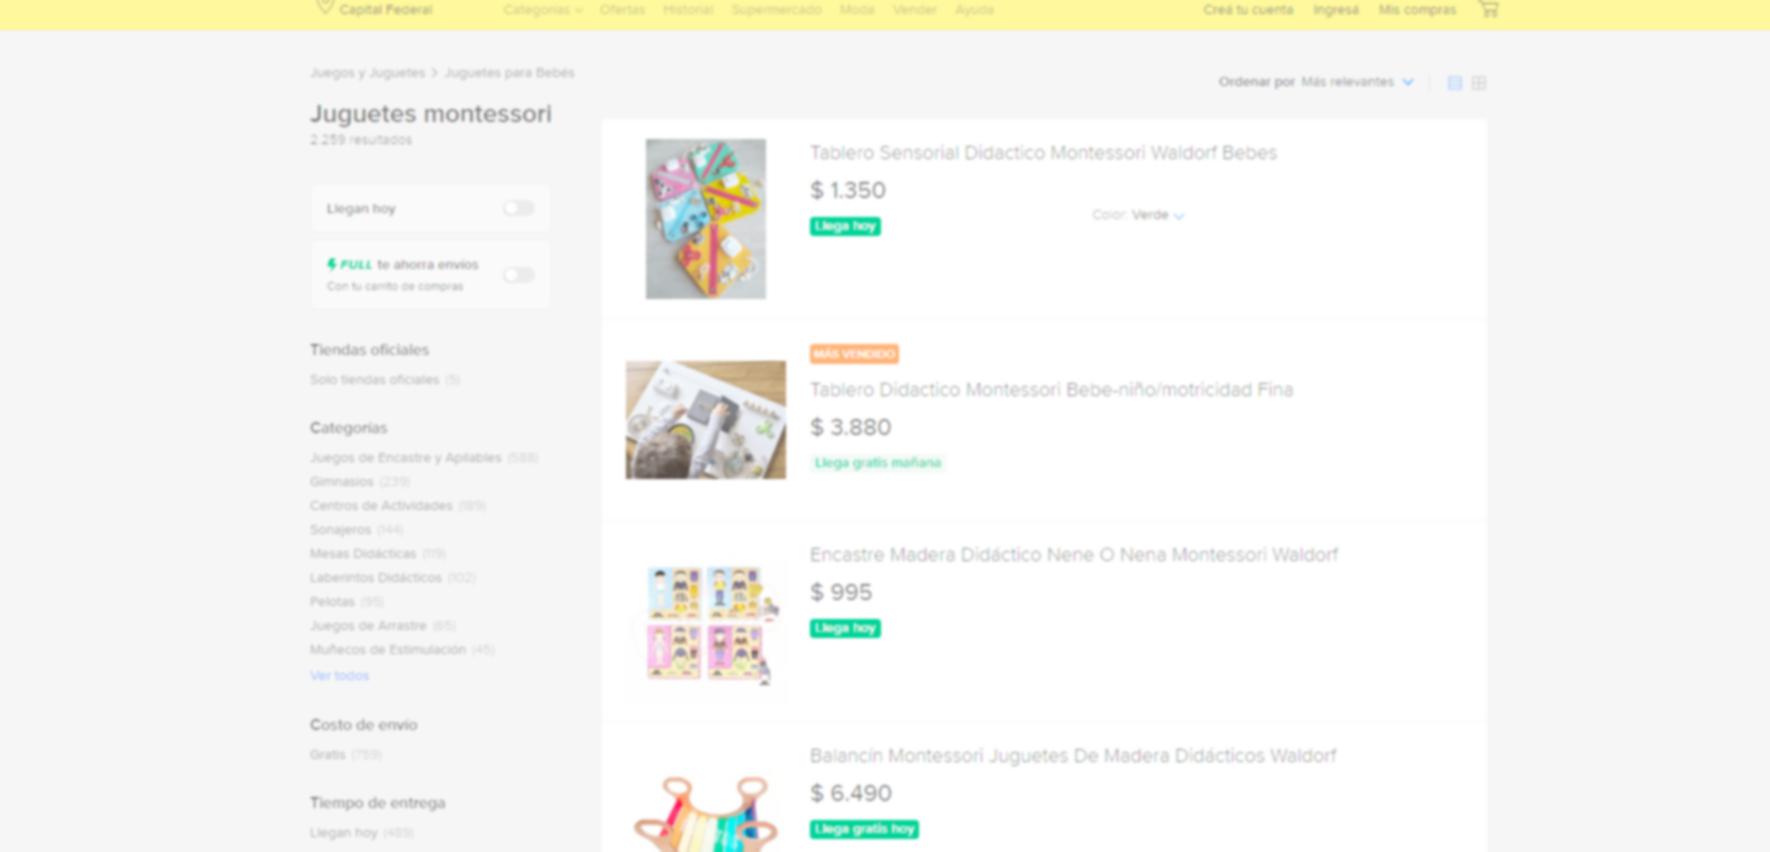 Capital Federal
Categorías Ofertas Historial Supermercado Moda Vender Ayuda
Creá tu cuenta Ingresá Mis compras
Juegos y Juguetes > Juguetes para Bebés
Ordenar por Más relevantes
Juguetes montessori
2.259 resultados
Llegan hoy
FULL te ahorra envíos
Con tu carrito de compras
Tiendas oficiales
Solo tiendas oficiales (5)
Categorías
Juegos de Encastre y Apilables (588)
Gimnasios (239)
Centros de Actividades (189)
Sonajeros (144)
Mesas Didácticas (119)
Laberintos Didácticos (102)
Pelotas (95)
Juegos de Arrastre (65)
Muñecos de Estimulación (45)
Ver todos
Costo de envío
Gratis (759)
Tiempo de entrega
Llegan hoy (489)
Tablero Sensorial Didactico Montessori Waldorf Bebes
$ 1.350
Llega hoy
Color: Verde
MÁS VENDIDO
Tablero Didactico Montessori Bebe-niño/motricidad Fina
$ 3.880
Llega gratis mañana
Encastre Madera Didáctico Nene O Nena Montessori Waldorf
$ 995
Llega hoy
Balancín Montessori Juguetes De Madera Didácticos Waldorf
$ 6.490
Llega gratis hoy